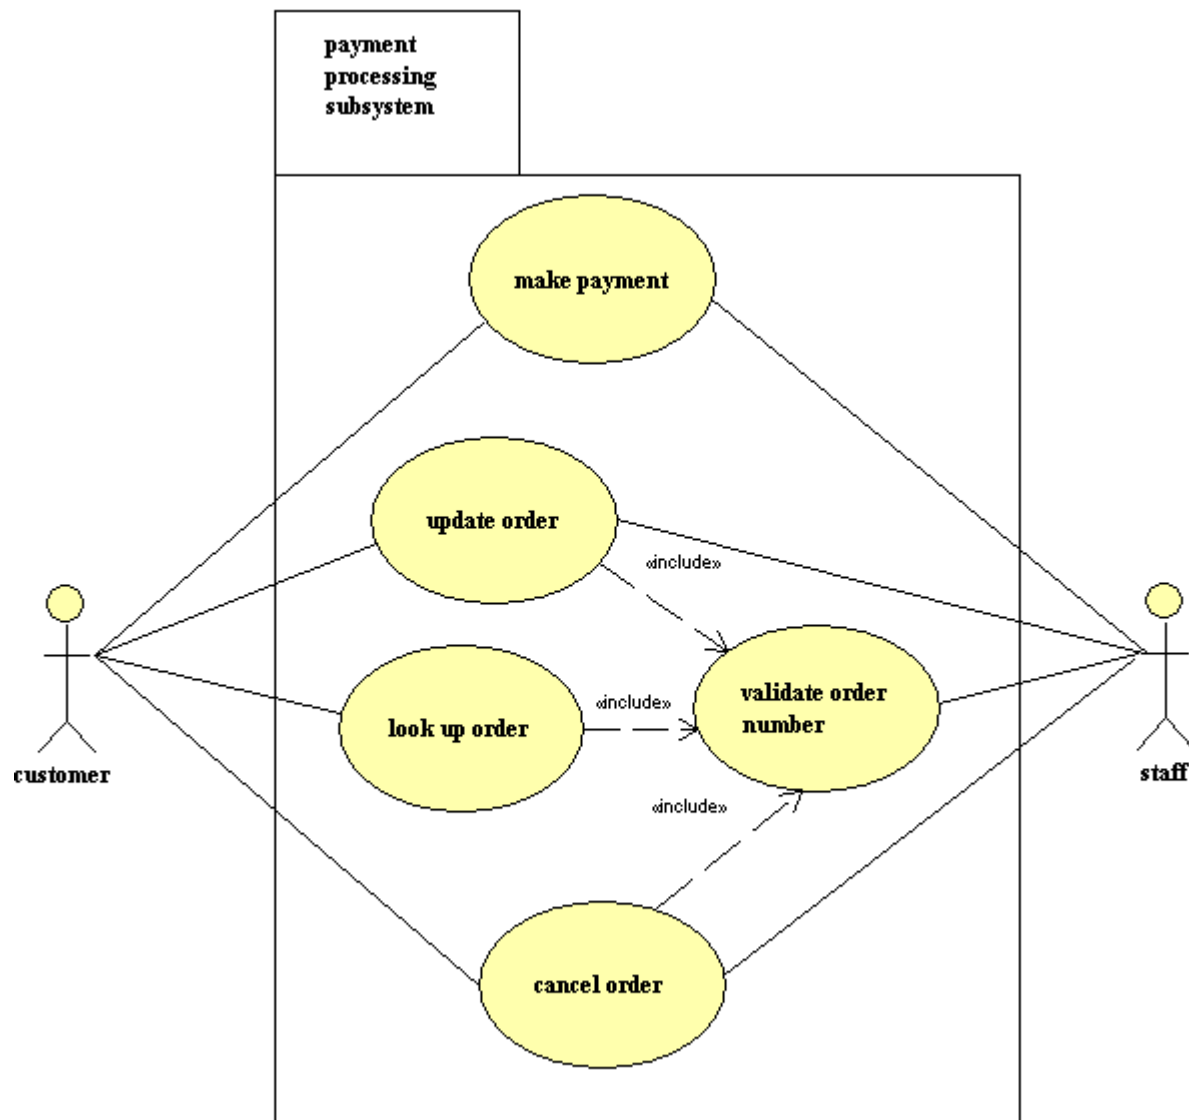 payment
processing
subsystem
make payment
update order
«include»
validate order
number
«include»
look up order
customer
staff
«include»
cancel order